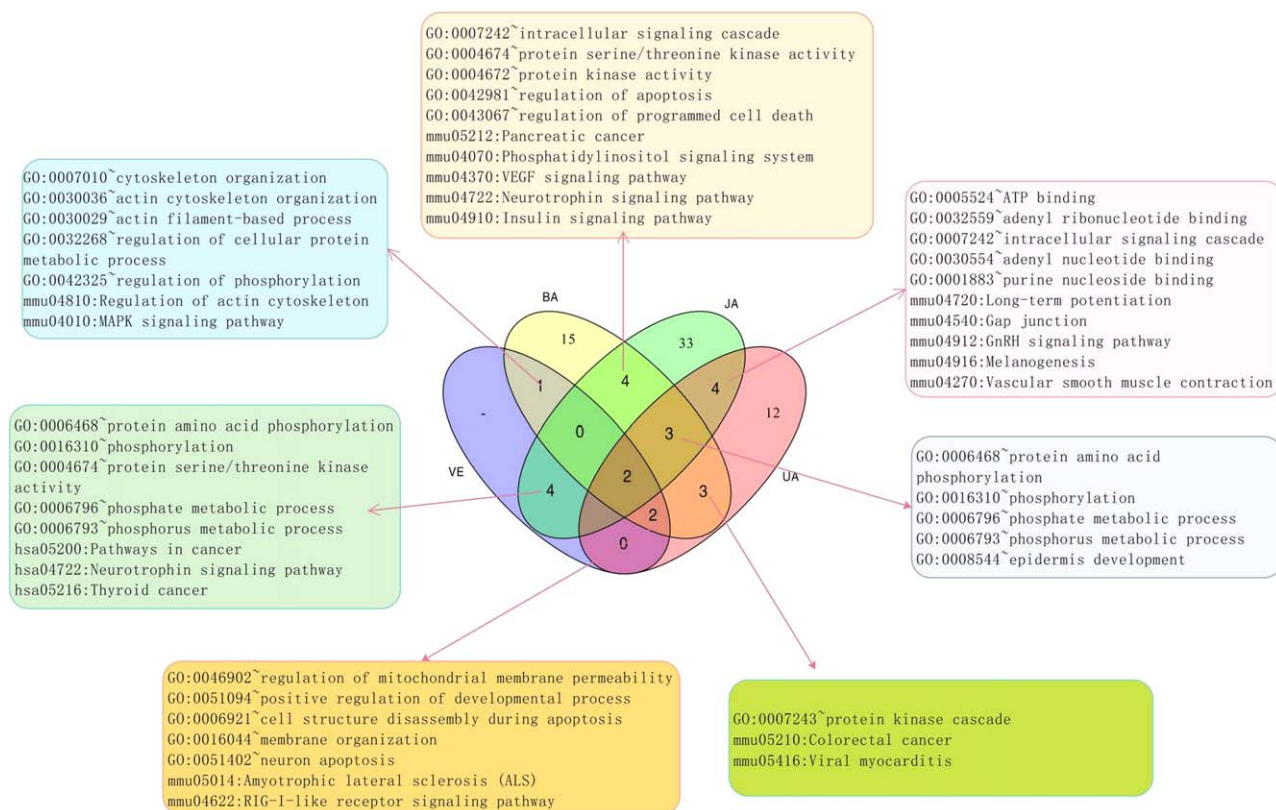 GO:0007242~intracellular signaling cascade
GO:0004674~protein serine/threonine kinase activity
GO:0004672~protein kinase activity
GO:0042981~regulation of apoptosis
GO:0043067~regulation of programmed cell death
mmu05212:Pancreatic cancer
mmu04070:Phosphatidylinositol signaling system
mmu04370:VEGF signaling pathway
mmu04722:Neurotrophin signaling pathway
mmu04910:Insulin signaling pathway
GO:0007010~cytoskeleton organization
GO:0030036~actin cytoskeleton organization
GO:0030029~actin filament-based process
GO:0032268~regulation of cellular protein
metabolic process
GO:0042325~regulation of phosphorylation
mmu04810:Regulation of actin cytoskeleton
mmu04010:MAPK signaling pathway
GO:0005524~ATP binding
GO:0032559~adenyl ribonucleotide binding
GO:0007242~intracellular signaling cascade
GO:0030554~adenyl nucleotide binding
GO:0001883~purine nucleoside binding
mmu04720:Long-term potentiation
mmu04540:Gap junction
mmu04912:GnRH signaling pathway
mmu04916:Melanogenesis
mmu04270:Vascular smooth muscle contraction
BA
JA
15
33
1
4
4
-
12
0
3
VE
UA
2
4
3
2
0
GO:0006468~protein amino acid phosphorylation
GO:0016310~phosphorylation
GO:0004674~protein serine/threonine kinase
activity
GO:0006796~phosphate metabolic process
GO:0006793~phosphorus metabolic process
hsa05200:Pathways in cancer
hsa04722:Neurotrophin signaling pathway
hsa05216:Thyroid cancer
GO:0006468~protein amino acid
phosphorylation
GO:0016310~phosphorylation
GO:0006796~phosphate metabolic process
GO:0006793~phosphorus metabolic process
GO:0008544~epidermis development
GO:0046902~regulation of mitochondrial membrane permeability
GO:0051094~positive regulation of developmental process
GO:0006921~cell structure disassembly during apoptosis
GO:0016044~membrane organization
GO:0051402~neuron apoptosis
mmu05014:Amyotrophic lateral sclerosis (ALS)
mmu04622:RIG-I-like receptor signaling pathway
GO:0007243~protein kinase cascade
mmu05210:Colorectal cancer
mmu05416:Viral myocarditis